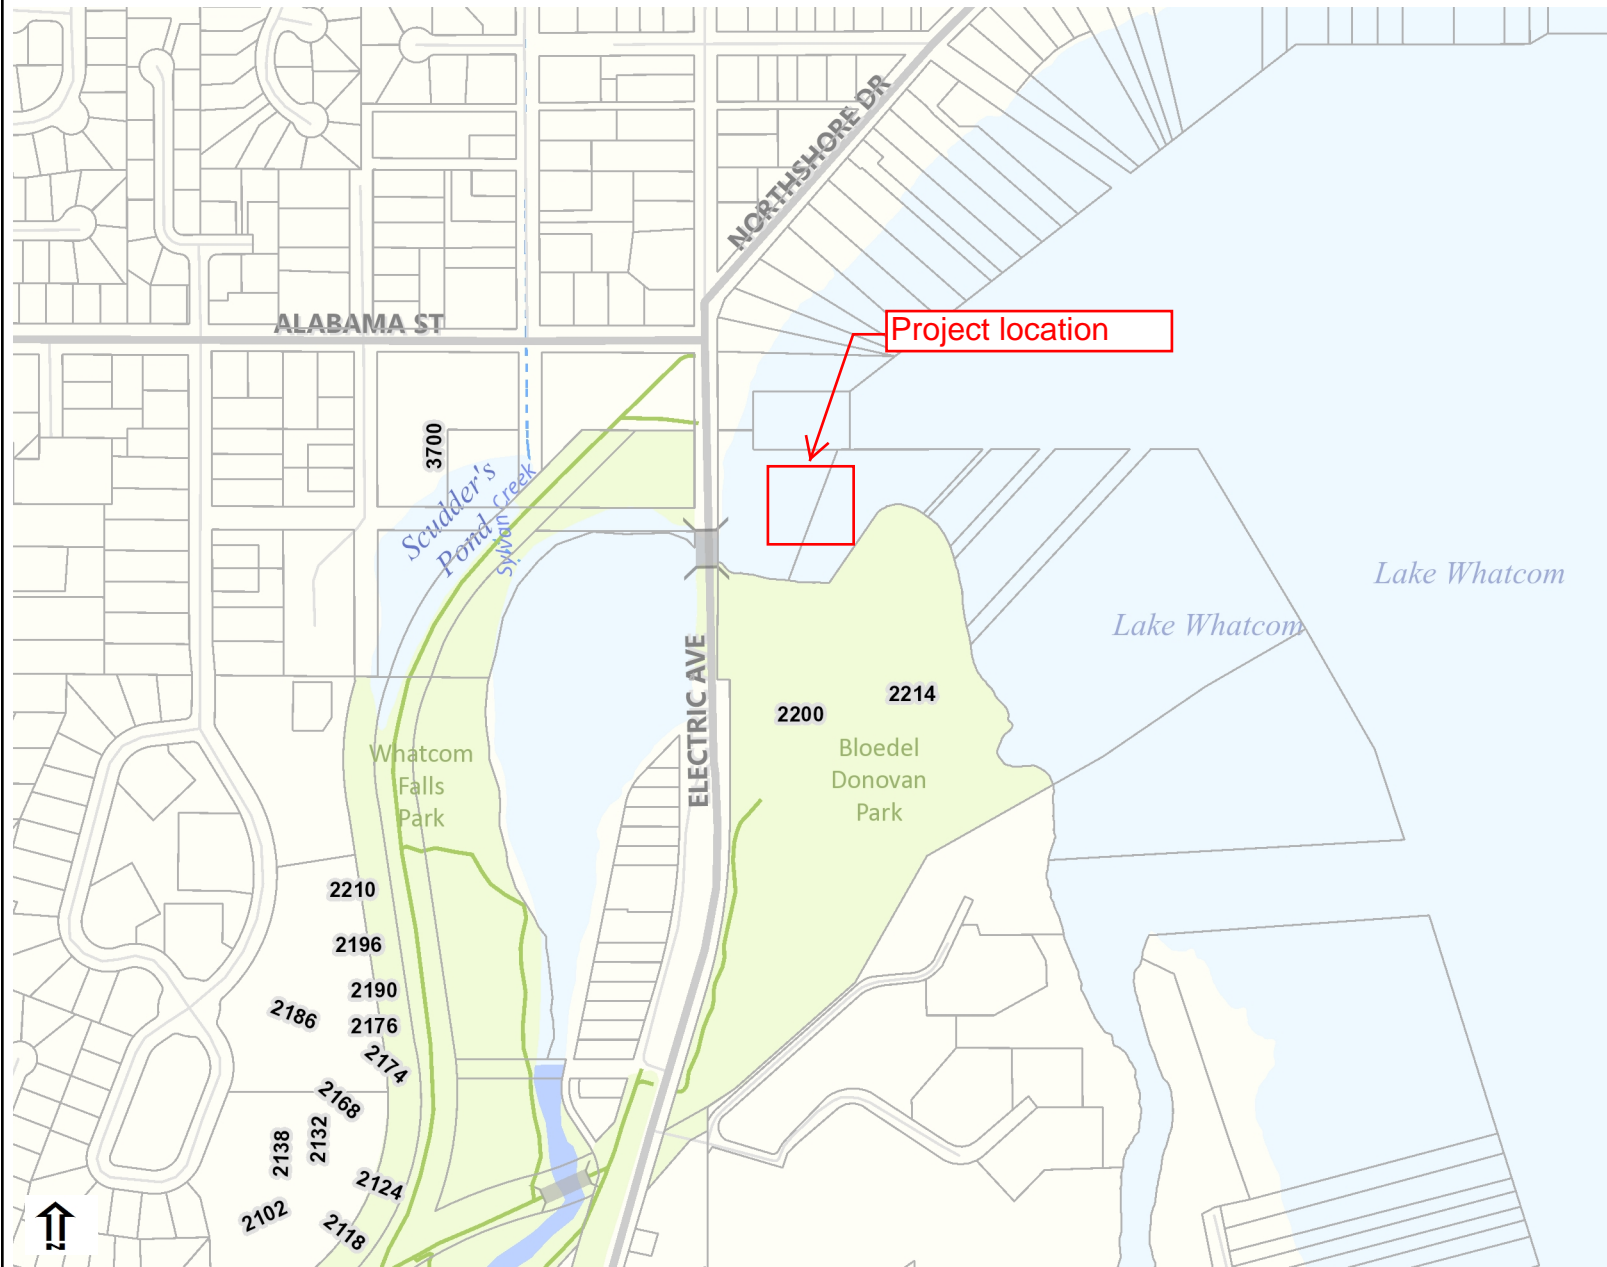 NORTHSHORE DR
ALABAMA ST
Project location
3700
Scudder's
Pond
Sylvan Creek
Lake Whatcom
Lake Whatcom
ELECTRIC AVE
2214
2200
Bloedel
Donovan
Park
Whatcom
Falls
Park
2210
2196
2190
2186
2176
2174
2168
2132
2138
2124
2102
2118
N